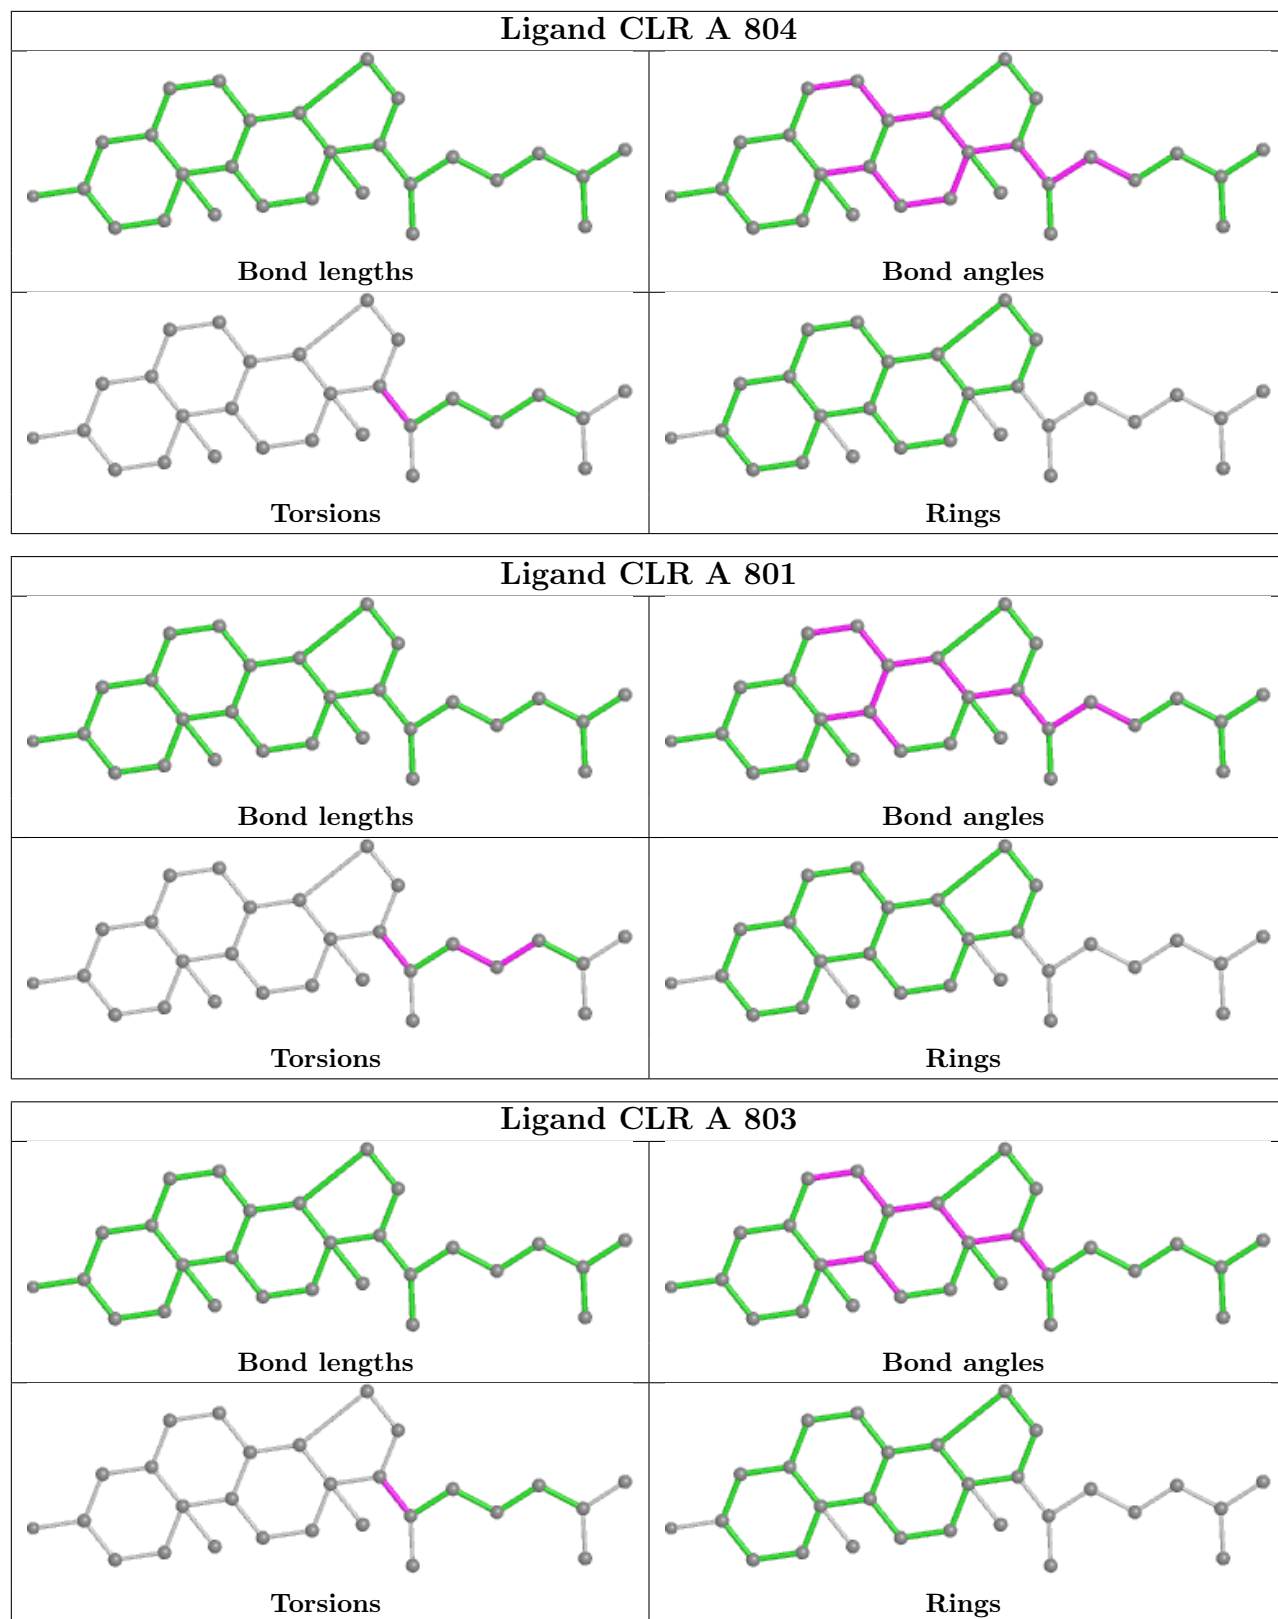 Ligand CLR A 804
Bond lengths
Bond angles
Torsions
Rings
Ligand CLR A 801
Bond lengths
Bond angles
Torsions
Rings
Ligand CLR A 803
Bond lengths
Bond angles
Torsions
Rings